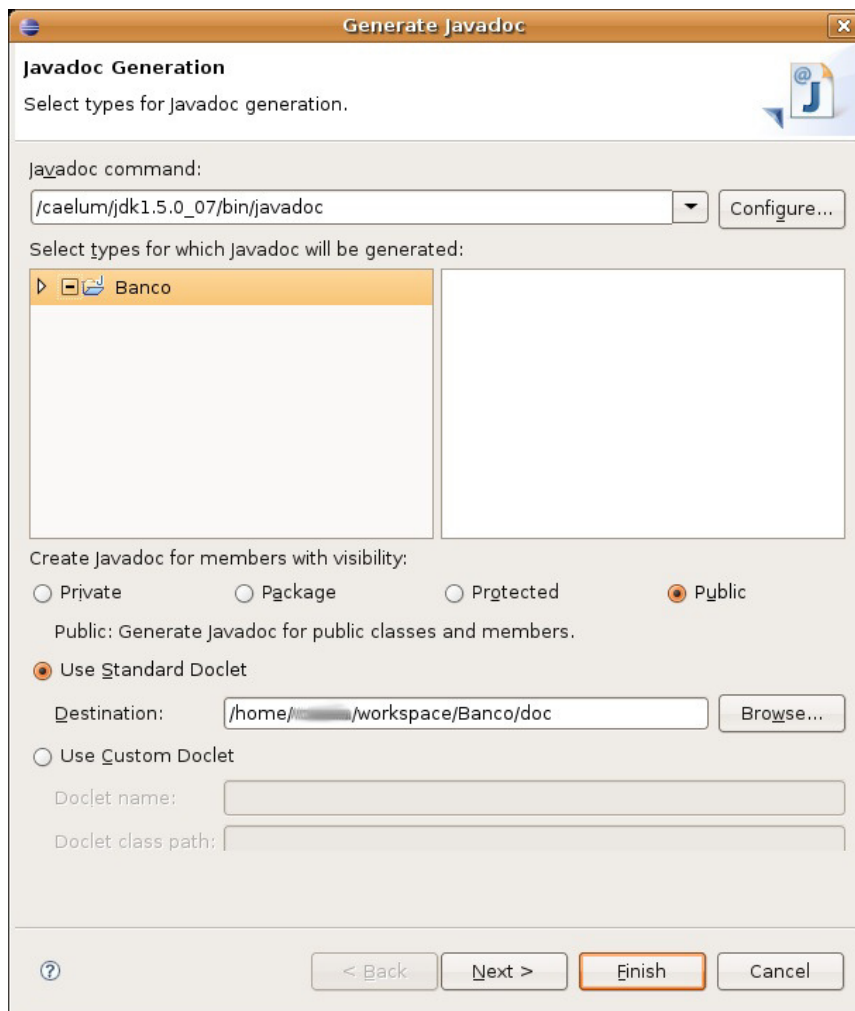 Generate Javadoc
Javadoc Generation
Select types for Javadoc generation.
Javadoc command:
/caelum/jdk1.5.0_07/bin/javadoc
Configure...
Select types for which Javadoc will be generated:
Banco
Create Javadoc for members with visibility:
Private Package Protected Public
Public: Generate Javadoc for public classes and members.
Use Standard Doclet
Destination: /home/ /workspace/Banco/doc Browse...
Use Custom Doclet
Doclet name:
Doclet class path:
< Back Next > Finish Cancel